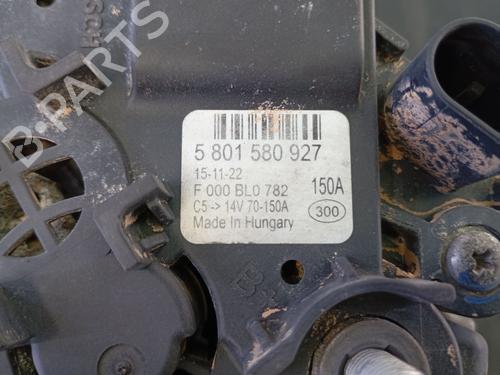 B-PARTS
5 801 580 927
15-11-22
F 000 BL0 782 150A
C5 -> 14V 70-150A
Made In Hungary 300
B+